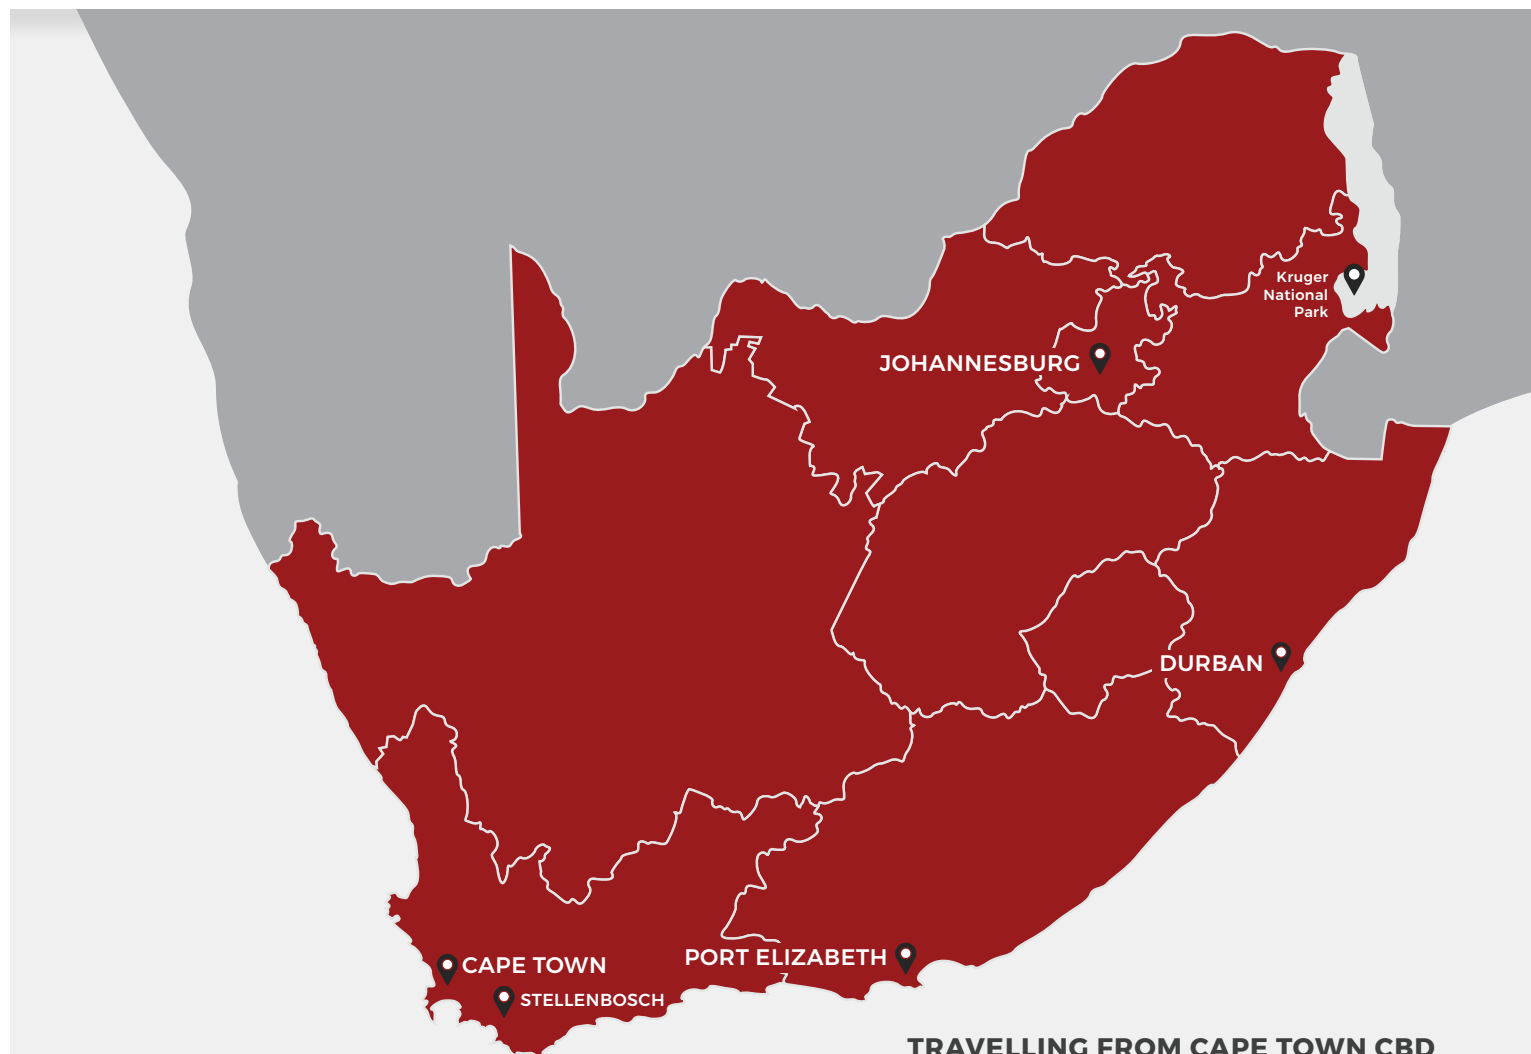 Kruger
National
Park
JOHANNESBURG
DURBAN
PORT ELIZABETH
CAPE TOWN
STELLENBOSCH
TRAVELLING FROM CAPE TOWN CBD